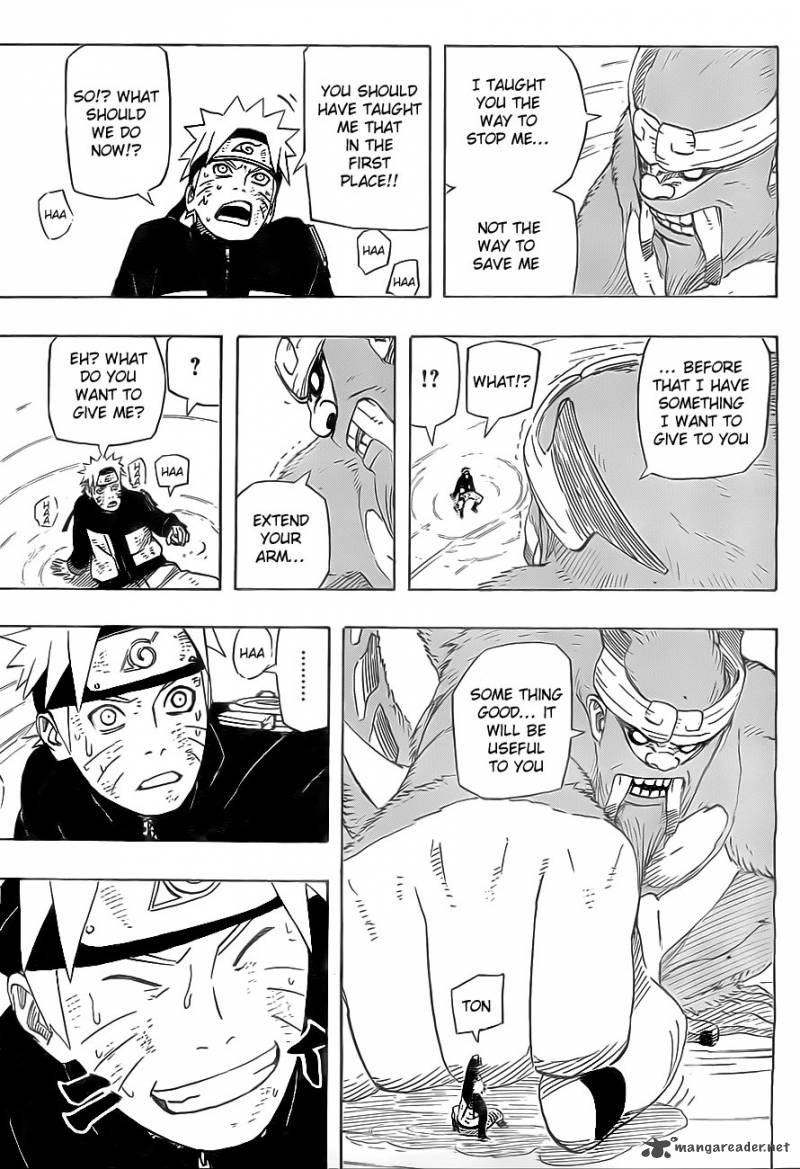 I TAUGHT
YOU THE
WAY TO
STOP ME...
NOT THE
WAY TO
SAVE ME
YOU SHOULD
HAVE TAUGHT
ME THAT
IN THE
FIRST
PLACE!!
SO!? WHAT
SHOULD
WE DO
NOW!?
HAA
HAA
HAA
... BEFORE
THAT I HAVE
SOMETHING
I WANT TO
GIVE TO YOU
WHAT!?
!?
EXTEND
YOUR
ARM...
?
EH? WHAT
DO YOU
WANT TO
GIVE ME?
HAA
HAA
HAA
HAA
SOME THING
GOOD... IT
WILL BE
USEFUL
TO YOU
TON
.........
HAA
mangareader.net